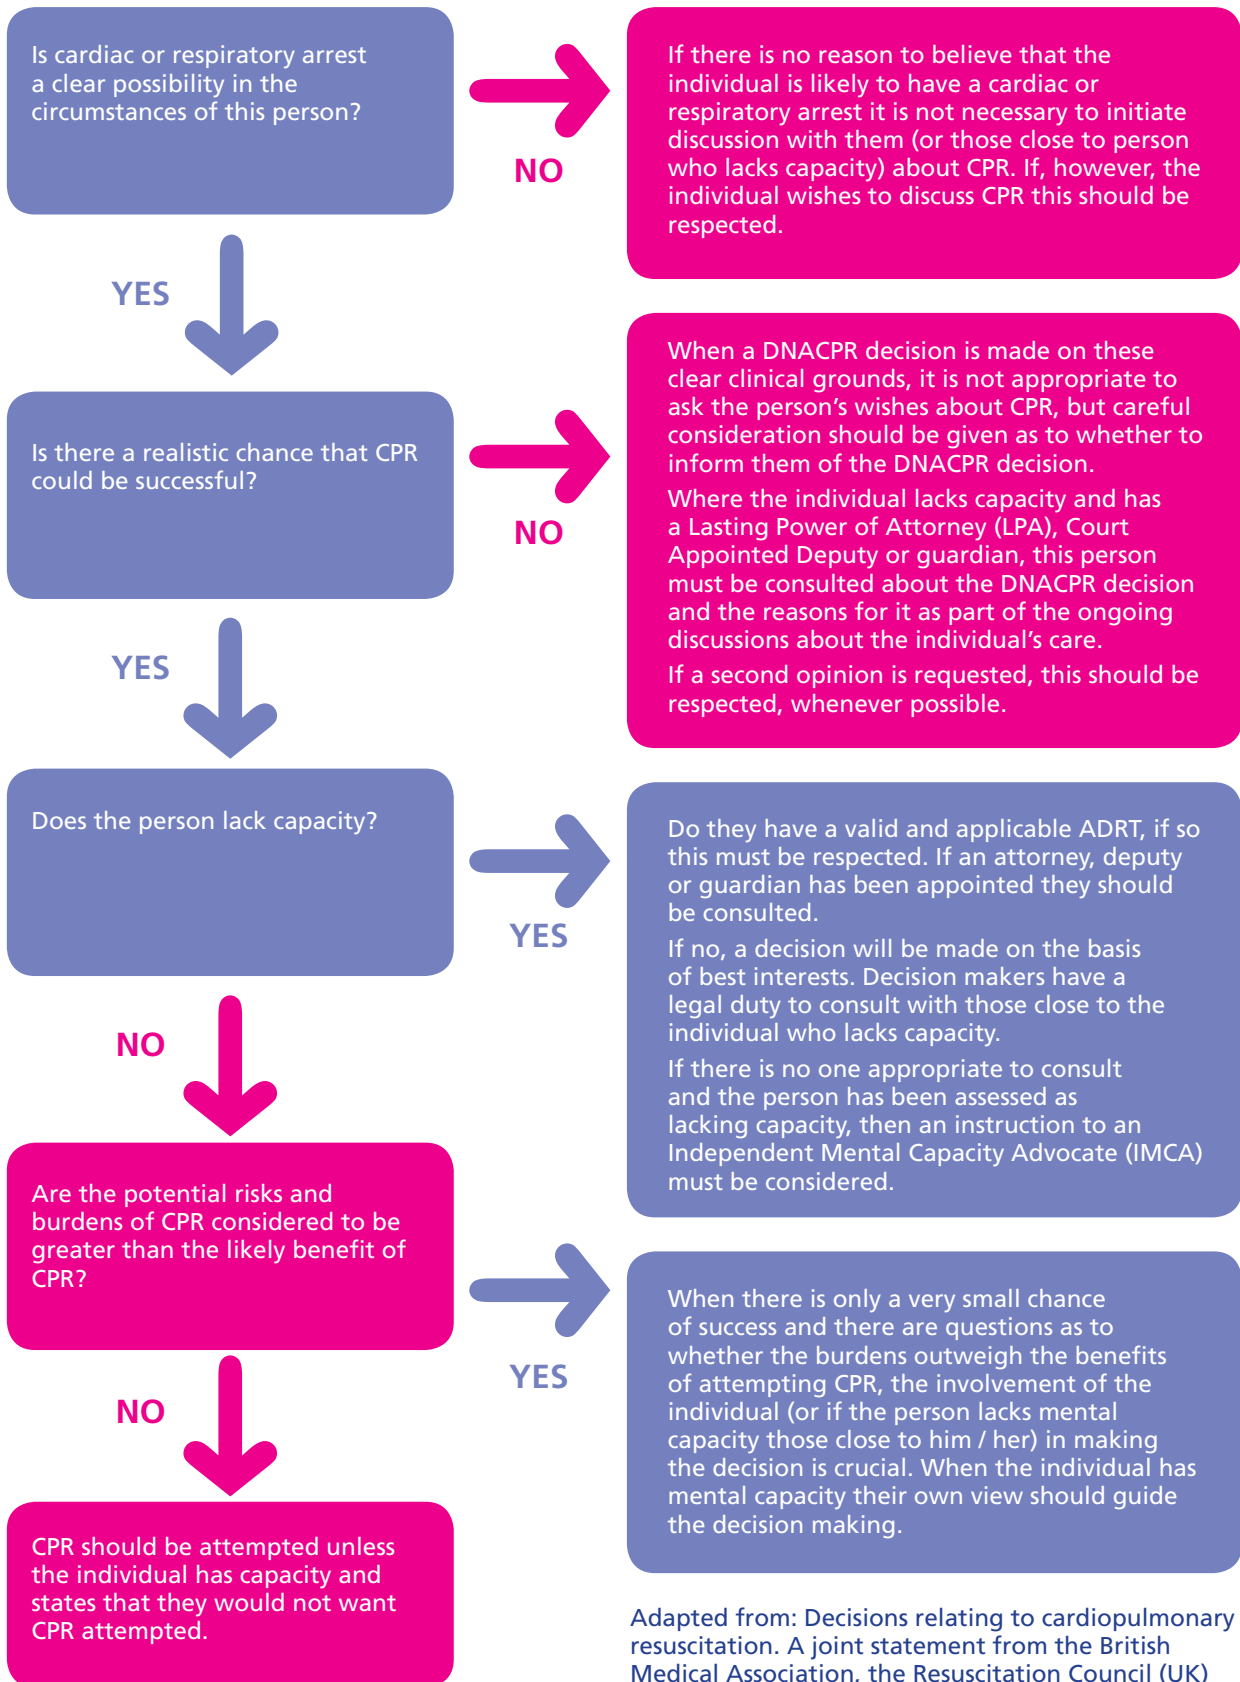 Is cardiac or respiratory arrest
a clear possibility in the
circumstances of this person?
NO
If there is no reason to believe that the
individual is likely to have a cardiac or
respiratory arrest it is not necessary to initiate
discussion with them (or those close to person
who lacks capacity) about CPR. If, however, the
individual wishes to discuss CPR this should be
respected.
YES
Is there a realistic chance that CPR
could be successful?
NO
When a DNACPR decision is made on these
clear clinical grounds, it is not appropriate to
ask the person's wishes about CPR, but careful
consideration should be given as to whether to
inform them of the DNACPR decision.
Where the individual lacks capacity and has
a Lasting Power of Attorney (LPA), Court
Appointed Deputy or guardian, this person
must be consulted about the DNACPR decision
and the reasons for it as part of the ongoing
discussions about the individual's care.
If a second opinion is requested, this should be
respected, whenever possible.
YES
Does the person lack capacity?
YES
Do they have a valid and applicable ADRT, if so
this must be respected. If an attorney, deputy
or guardian has been appointed they should
be consulted.
If no, a decision will be made on the basis
of best interests. Decision makers have a
legal duty to consult with those close to the
individual who lacks capacity.
If there is no one appropriate to consult
and the person has been assessed as
lacking capacity, then an instruction to an
Independent Mental Capacity Advocate (IMCA)
must be considered.
NO
Are the potential risks and
burdens of CPR considered to be
greater than the likely benefit of
CPR?
YES
When there is only a very small chance
of success and there are questions as to
whether the burdens outweigh the benefits
of attempting CPR, the involvement of the
individual (or if the person lacks mental
capacity those close to him / her) in making
the decision is crucial. When the individual has
mental capacity their own view should guide
the decision making.
NO
CPR should be attempted unless
the individual has capacity and
states that they would not want
CPR attempted.
Adapted from: Decisions relating to cardiopulmonary
resuscitation. A joint statement from the British
Medical Association, the Resuscitation Council (UK)